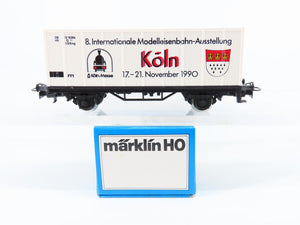 8. Internationale Modelleisenbahn-Ausstellung
Köln
Köln Messe
17.–21. November 1990
märklin HO